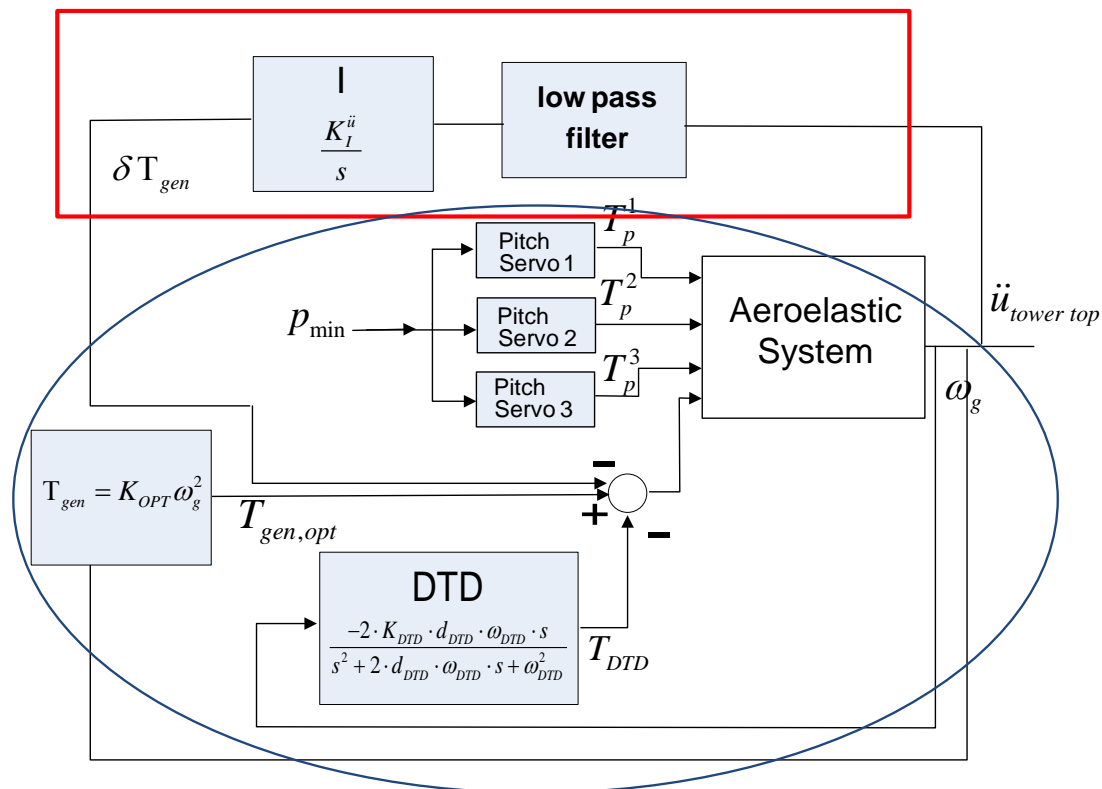 I
K_I^ü / s
low pass
filter
δ T_gen
Pitch
Servo 1
T_p^1
Pitch
Servo 2
T_p^2
Pitch
Servo 3
T_p^3
p_min
Aeroelastic
System
ü_tower top
ω_g
T_gen = K_OPT ω_g^2
T_gen,opt
−
+
−
DTD
−2 · K_DTD · d_DTD · ω_DTD · s
s^2 + 2 · d_DTD · ω_DTD · s + ω_DTD^2
T_DTD